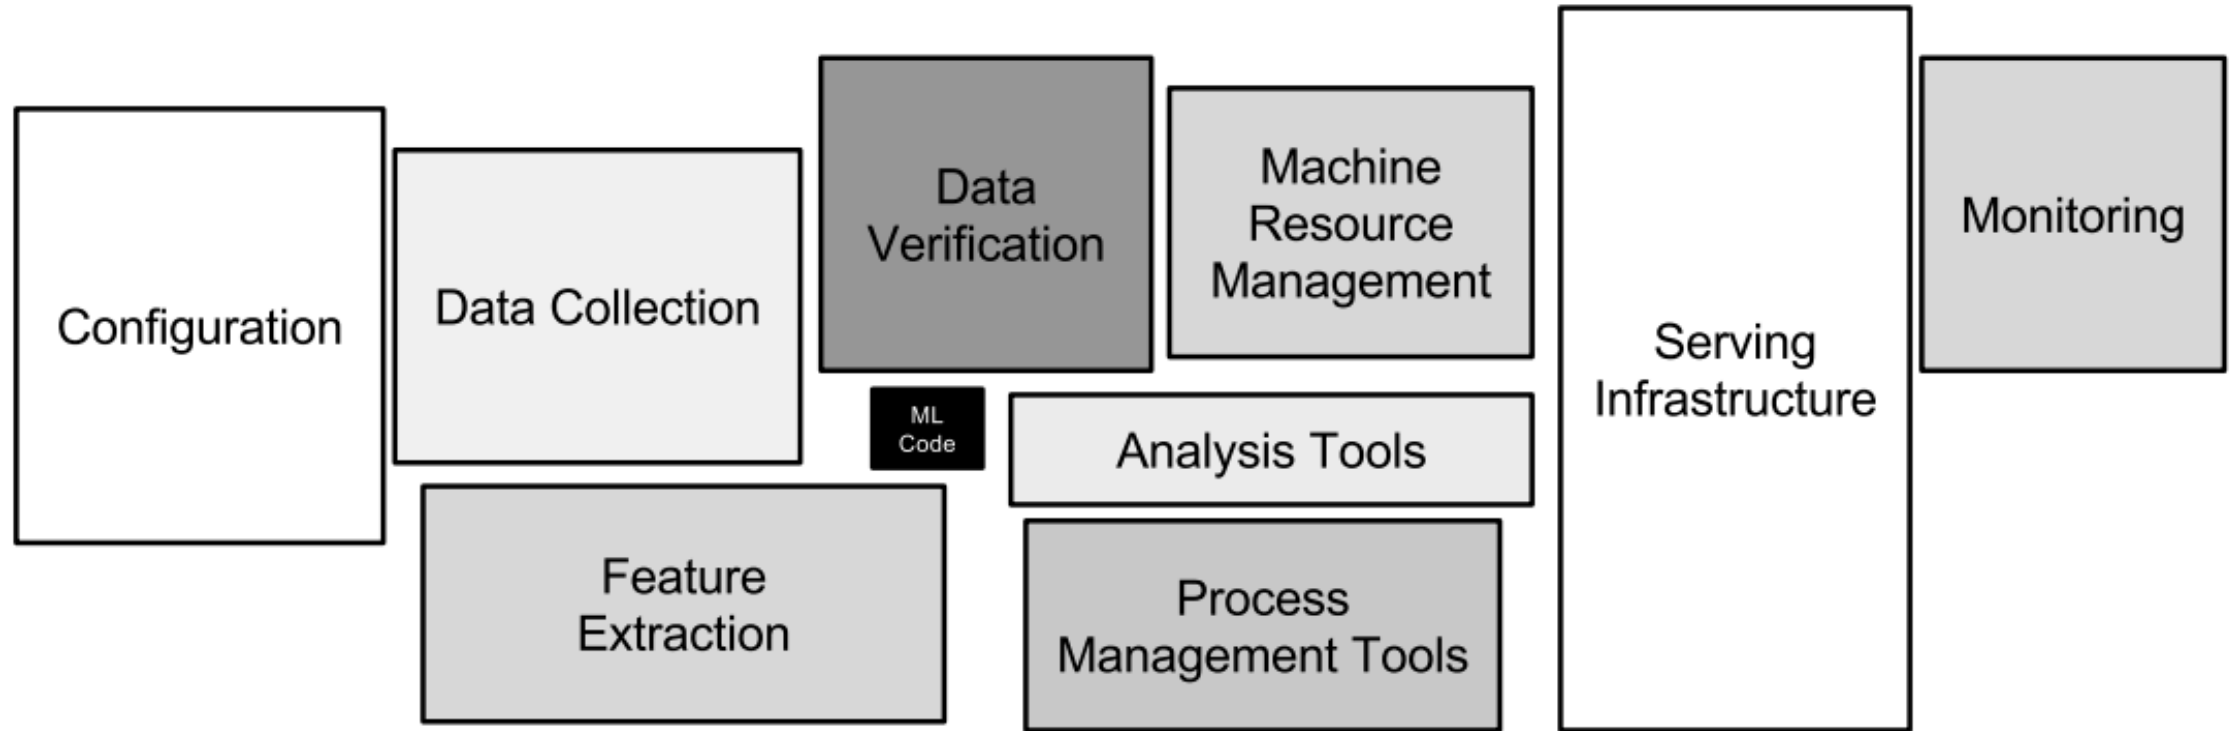 Configuration
Data Collection
Data
Verification
Machine
Resource
Management
Monitoring
Serving
Infrastructure
ML
Code
Analysis Tools
Feature
Extraction
Process
Management Tools